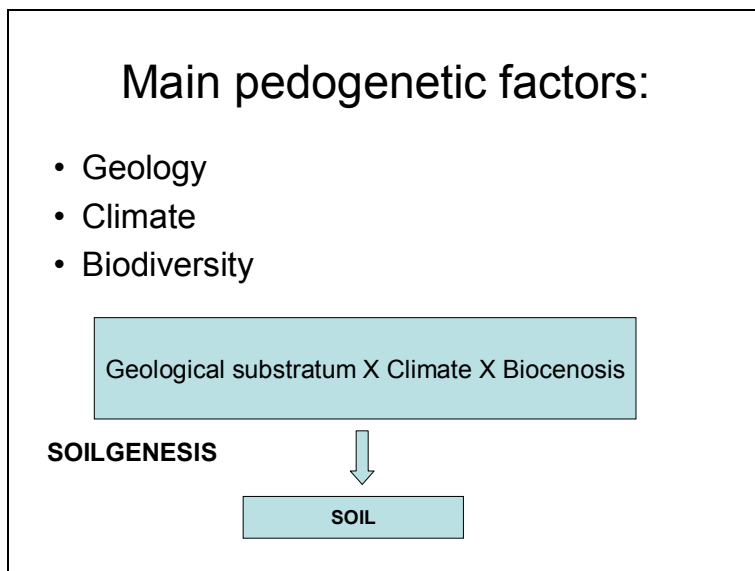 Main pedogenetic factors:
• Geology
• Climate
• Biodiversity
Geological substratum X Climate X Biocenosis
SOILGENESIS
SOIL